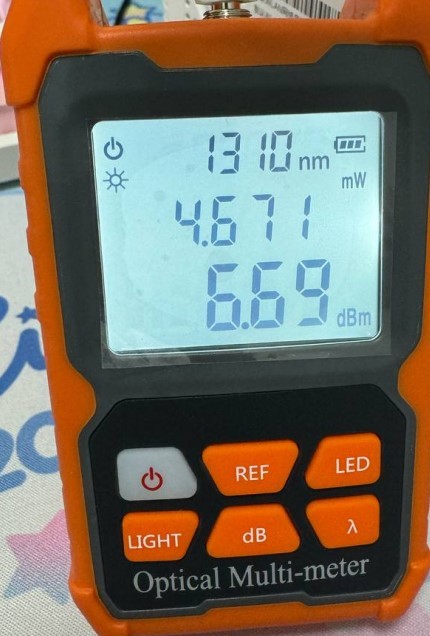 1310 nm
mW
4.671
6.69 dBm
REF
LED
LIGHT
dB
λ
Optical Multi-meter